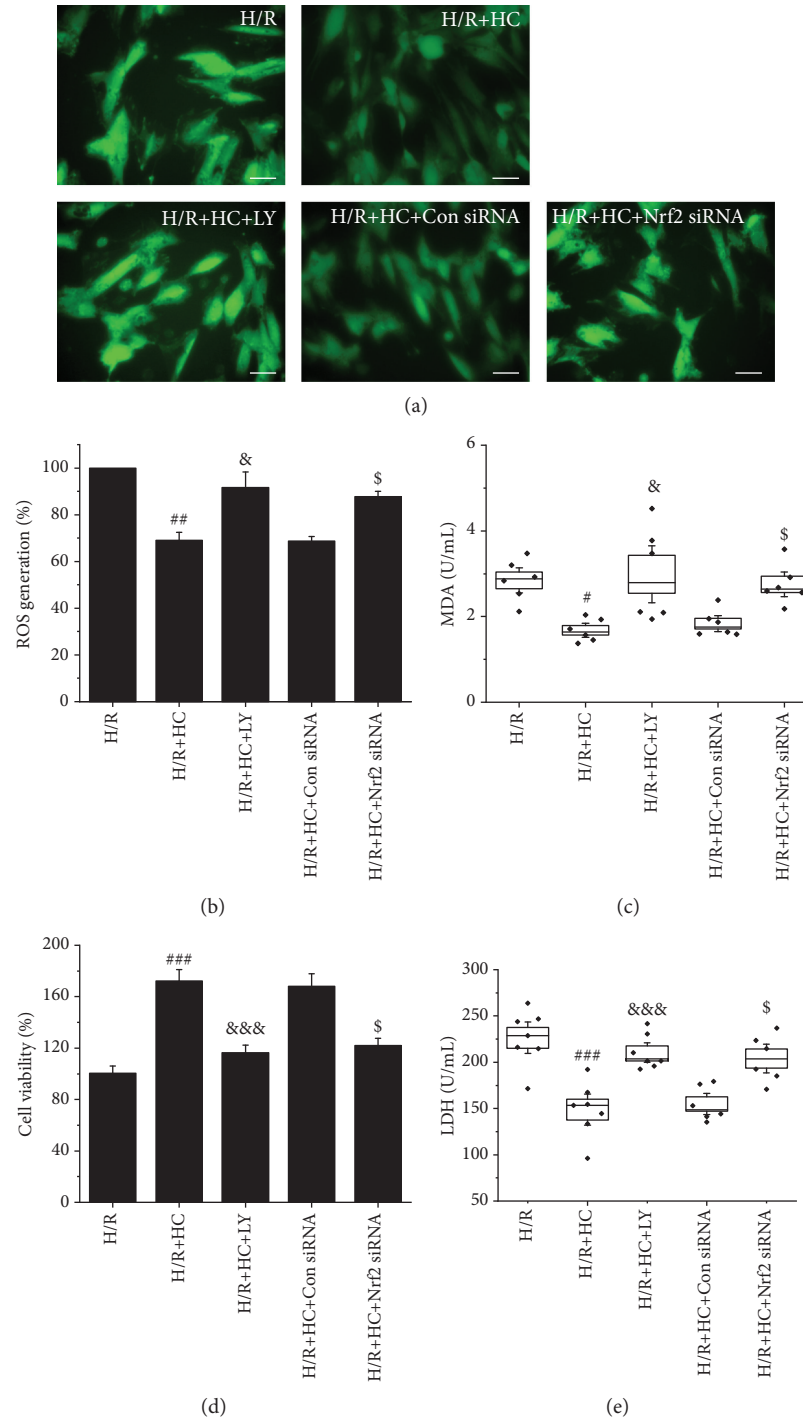 H/R
H/R+HC
H/R+HC+LY
H/R+HC+Con siRNA
H/R+HC+Nrf2 siRNA
(a)
ROS generation (%)
100
80
60
40
20
0
##
&
$
H/R
H/R+HC
H/R+HC+LY
H/R+HC+Con siRNA
H/R+HC+Nrf2 siRNA
(b)
MDA (U/mL)
6
4
2
0
#
&
$
H/R
H/R+HC
H/R+HC+LY
H/R+HC+Con siRNA
H/R+HC+Nrf2 siRNA
(c)
Cell viability (%)
200
160
120
80
40
0
###
&&&
$
H/R
H/R+HC
H/R+HC+LY
H/R+HC+Con siRNA
H/R+HC+Nrf2 siRNA
(d)
LDH (U/mL)
300
250
200
150
100
50
###
&&&
$
H/R
H/R+HC
H/R+HC+LY
H/R+HC+Con siRNA
H/R+HC+Nrf2 siRNA
(e)